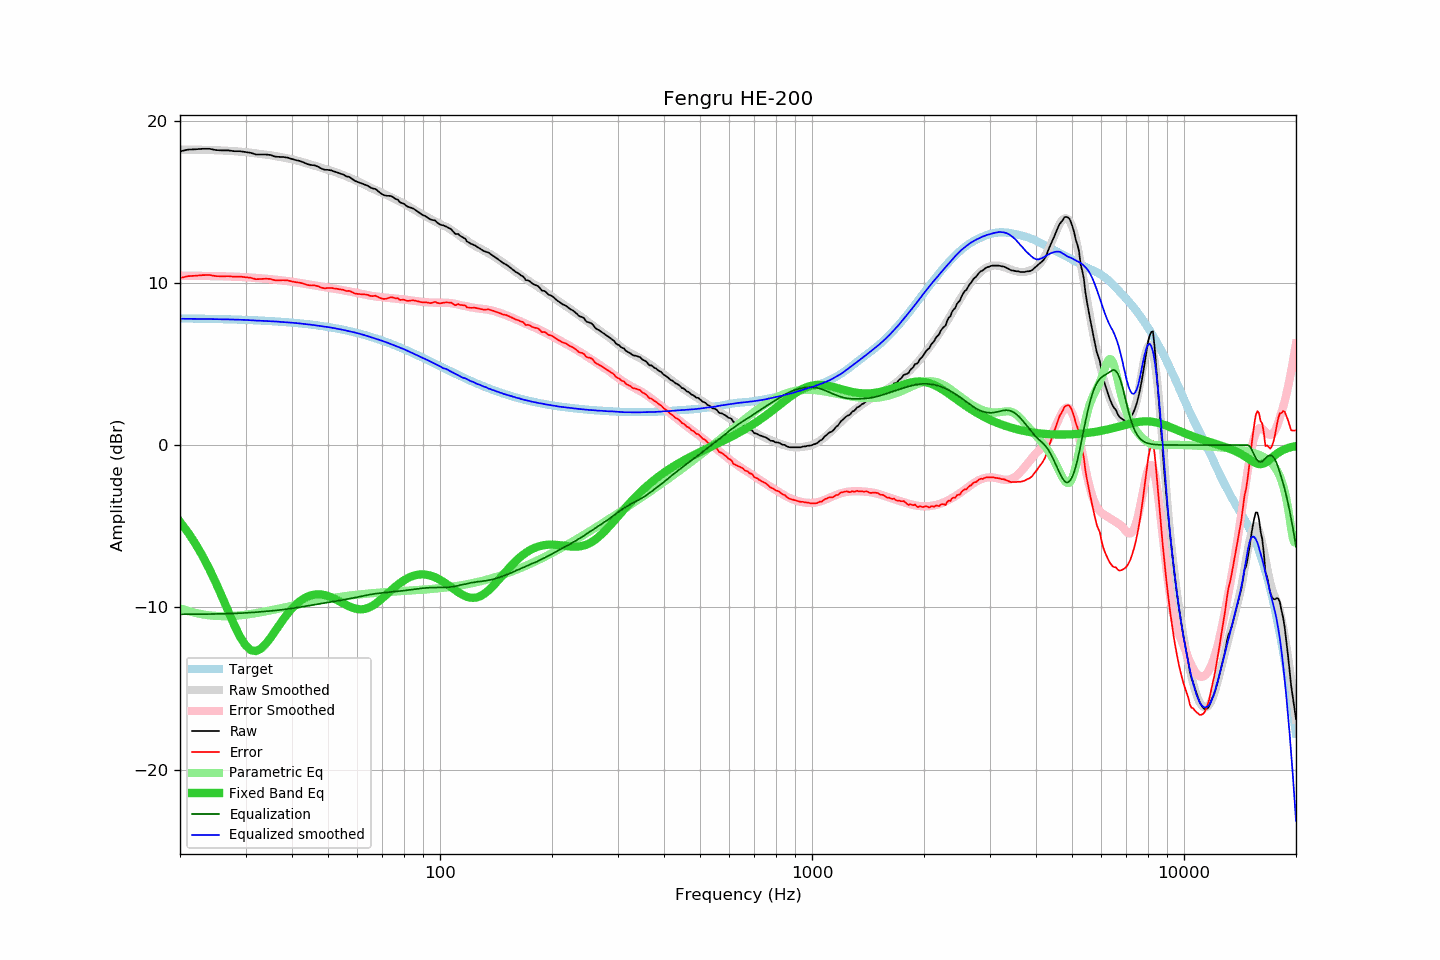 Fengru HE-200
20
10
0
−10
−20
Amplitude (dBr)
Target
Raw Smoothed
Error Smoothed
Raw
Error
Parametric Eq
Fixed Band Eq
Equalization
Equalized smoothed
100
1000
10000
Frequency (Hz)